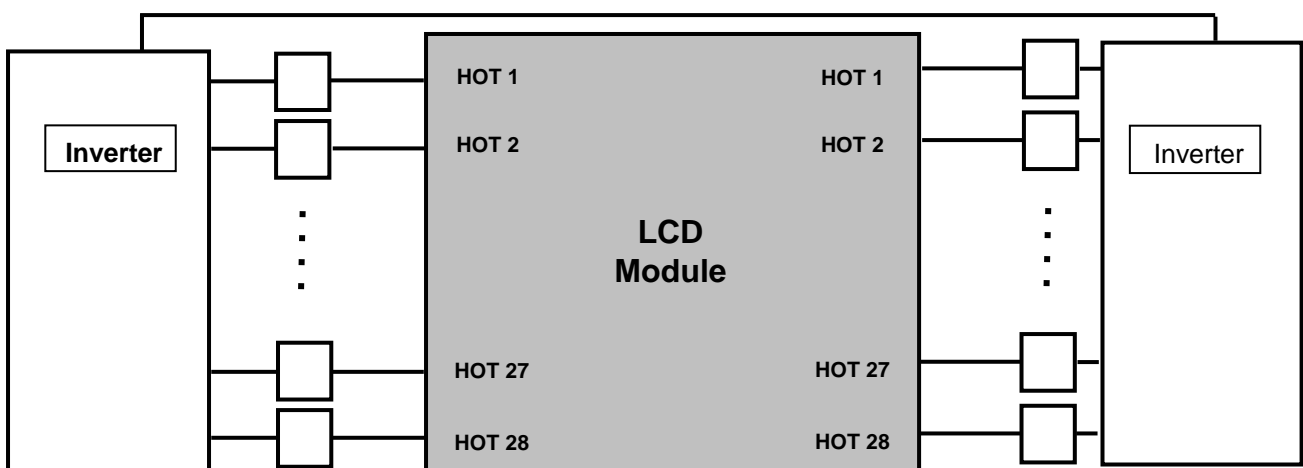 HOT 1 HOT 1
Inverter HOT 2 HOT 2 Inverter
LCD
Module
HOT 27 HOT 27
HOT 28 HOT 28